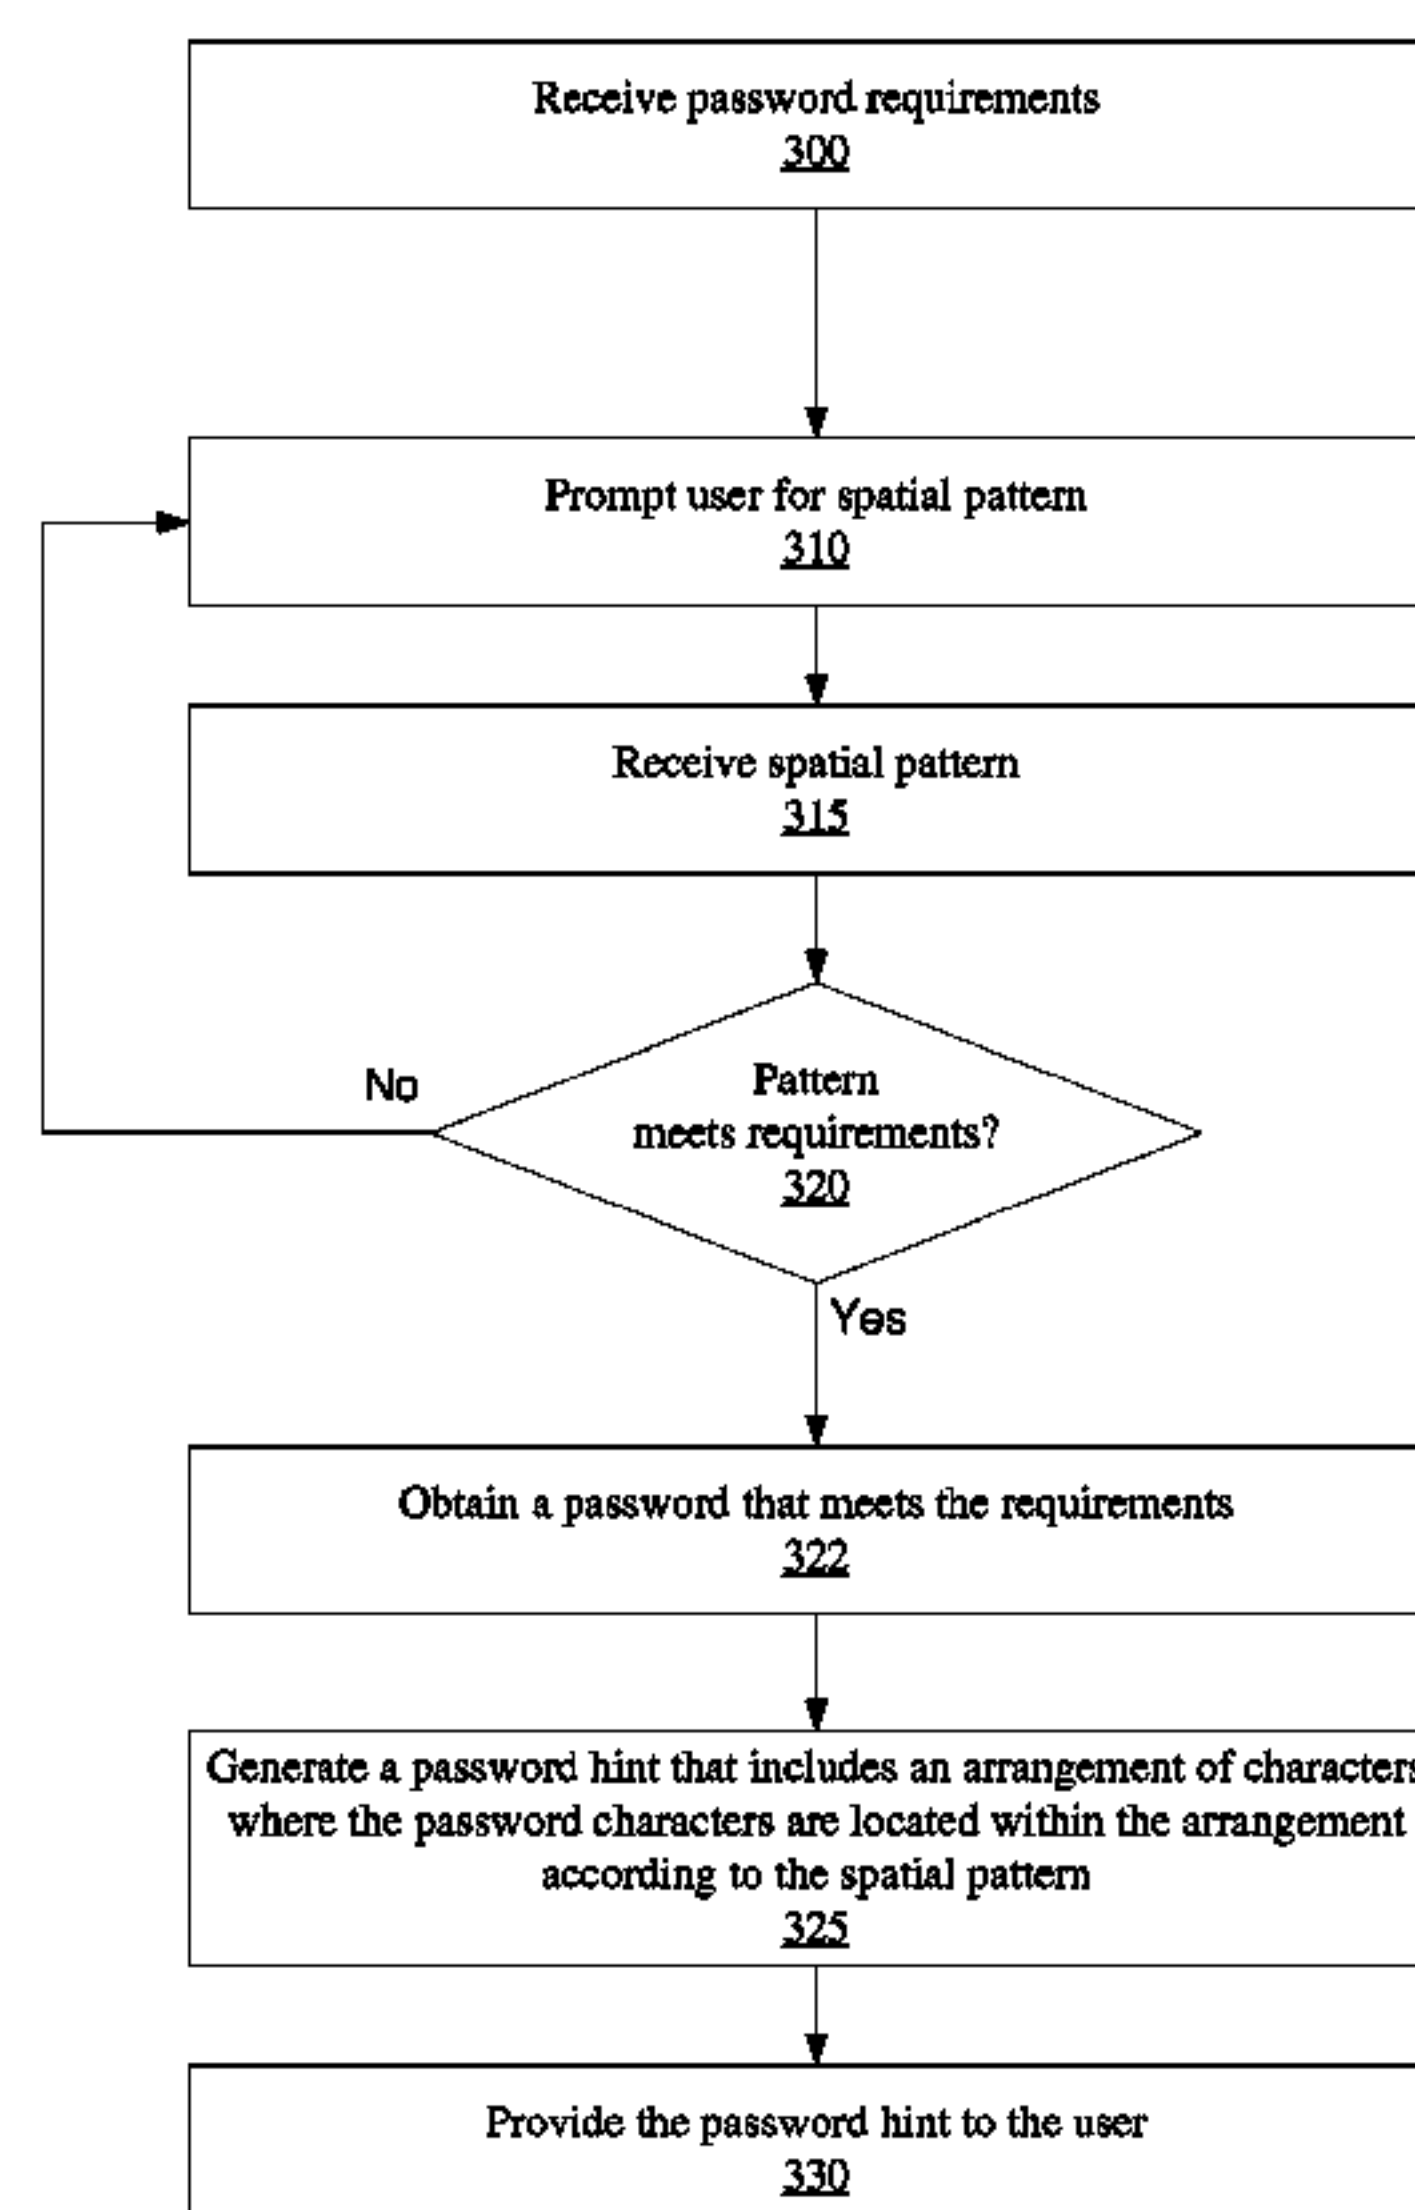 Receive password requirements
300
Prompt user for spatial pattern
310
Receive spatial pattern
315
No
Pattern
meets requirements?
320
Yes
Obtain a password that meets the requirements
322
Generate a password hint that includes an arrangement of characters
where the password characters are located within the arrangement
according to the spatial pattern
325
Provide the password hint to the user
330